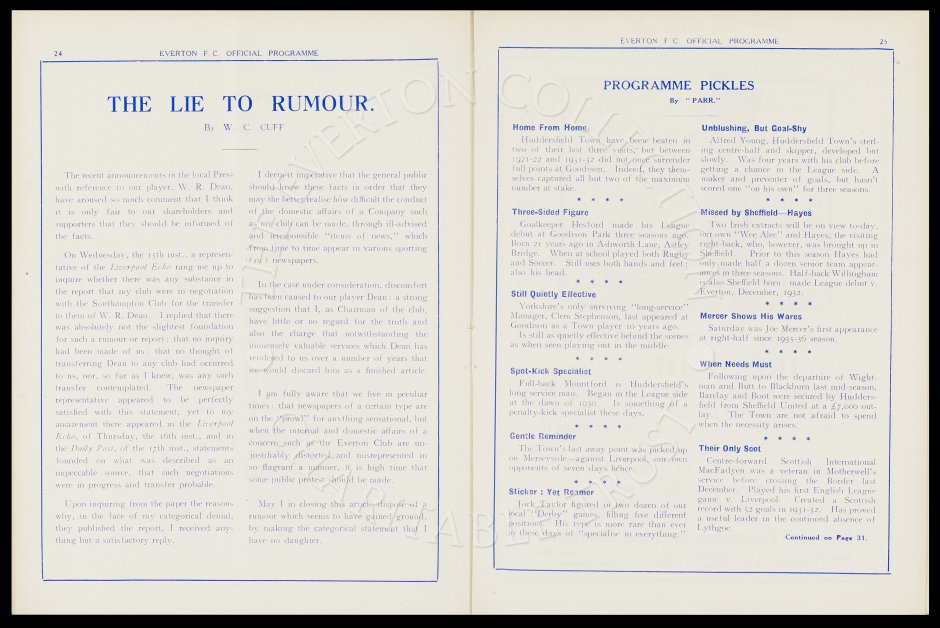 24
EVERTON F C. OFFICIAL PROGRAMME
THE LIE TO RUMOUR.
By W. C. CUFF
The recent announcements in the local Press
with reference to our player, W. R. Dean,
have aroused so much comment that I think
it is only fair to our shareholders and
supporters that they should be informed of
the facts.
On Wednesday, the 15th inst., a represen-
tative of the Liverpool Echo rang me up to
inquire whether there was any substance in
the report that my club were in negotiation
with the Southampton Club for the transfer
to them of W. R. Dean. I replied that there
was absolutely not the slightest foundation
for such a rumour or report: that no inquiry
had been made of us: that no thought of
transferring Dean to any club had occurred
to us, nor, so far as I knew, was any such
transfer contemplated. The newspaper
representative appeared to be perfectly
satisfied with this statement, yet to my
amazement there appeared in the Liverpool
Echo, of Thursday, the 16th inst., and in
the Daily Post, of the 17th inst., statements
founded on what was described as an
impeccable source, that such negotiations
were in progress and transfer probable.
Upon inquiring from the paper the reasons
why, in the face of my categorical denial,
they published the report, I received any-
thing but a satisfactory reply.
I deem it imperative that the general public
should know these facts in order that they
may the better realise how difficult the conduct
of the domestic affairs of a Company such
as my club can be made, through ill-advised
and irresponsible "items of news," which
from time to time appear in various sporting
newspapers.
In the case under consideration, discomfort
has been caused to our player Dean: a strong
suggestion that I, as Chairman of the club,
have little or no regard for the truth and
also the charge that notwithstanding the
immensely valuable services which Dean has
rendered to us over a number of years that
we would discard him as a finished article.
I am fully aware that we live in peculiar
times: that newspapers of a certain type are
on the "prowl" for anything sensational, but
when the internal and domestic affairs of a
concern such as the Everton Club are un-
justifiably distorted and misrepresented in
so flagrant a manner, it is high time that
some public protest should be made.
May I in closing this article dispose of a
rumour which seems to have gained ground,
by making the categorical statement that I
have no daughter.
EVERTON F C. OFFICIAL PROGRAMME
25
PROGRAMME PICKLES
By "PARR."
Home From Home
Huddersfield Town have been beaten in
two of their last three visits, but between
1921-22 and 1931-32 did not once surrender
full points at Goodison. Indeed, they them-
selves captured all but two of the maximum
number at stake.
* * * *
Three-Sided Figure
Goalkeeper Hesford made his League
debut at Goodison Park three seasons ago.
Born 21 years ago in Ashworth Lane, Astley
Bridge. When at school played both Rugby
and Soccer. Still uses both hands and feet;
also his head.
* * * *
Still Quietly Effective
Yorkshire's only surviving "long-service"
Manager, Clem Stephenson, last appeared at
Goodison as a Town player 10 years ago.
Is still as quietly effective behind the scenes
as when seen playing out in the middle.
* * * *
Spot-Kick Specialist
Full-back Mountford is Huddersfield's
long-service man. Began in the League side
at the dawn of 1930. Is something of a
penalty-kick specialist these days.
* * * *
Gentle Reminder
The Town's last away point was picked up
on Merseyside—against Liverpool, our own
opponents of seven days hence.
* * * *
Sticker : Yet Roamer
Jock Taylor figured in two dozen of our
local "Derby" games, filling five different
positions. His type is more rare than ever
in these days of "specialise in everything."
Unblushing, But Goal-Shy
Alfred Young, Huddersfield Town's sterl-
ing centre-half and skipper, developed but
slowly. Was four years with his club before
getting a chance in the League side. A
maker and preventer of goals, but hasn't
scored one "on his own" for three seasons.
* * * *
Missed by Sheffield—Hayes
Two Irish extracts will be on view to-day,
our own "Wee Alec" and Hayes, the visiting
right-back, who, however, was brought up in
Sheffield. Prior to this season Hayes had
only made half a dozen senior team appear-
ances in three seasons. Half-back Willingham
is also Sheffield born; made League debut v.
Everton, December, 1932.
* * * *
Mercer Shows His Wares
Saturday was Joe Mercer's first appearance
at right-half since 1935-36 season.
* * * *
When Needs Must
Following upon the departure of Wight-
man and Butt to Blackburn last mid-season,
Barclay and Boot were secured by Hudders-
field from Sheffield United at a £7,000 out-
lay. The Town are not afraid to spend
when the necessity arises.
* * * *
Their Only Scot
Centre-forward Scottish International
MacFadyen was a veteran in Motherwell's
service before crossing the Border last
December. Played his first English League
game v. Liverpool. Created a Scottish
record with 52 goals in 1931-32. Has proved
a useful leader in the continued absence of
Lythgoe.
Continued on Page 31.
THE EVERTON COLLECTION
CHARITABLE TRUST